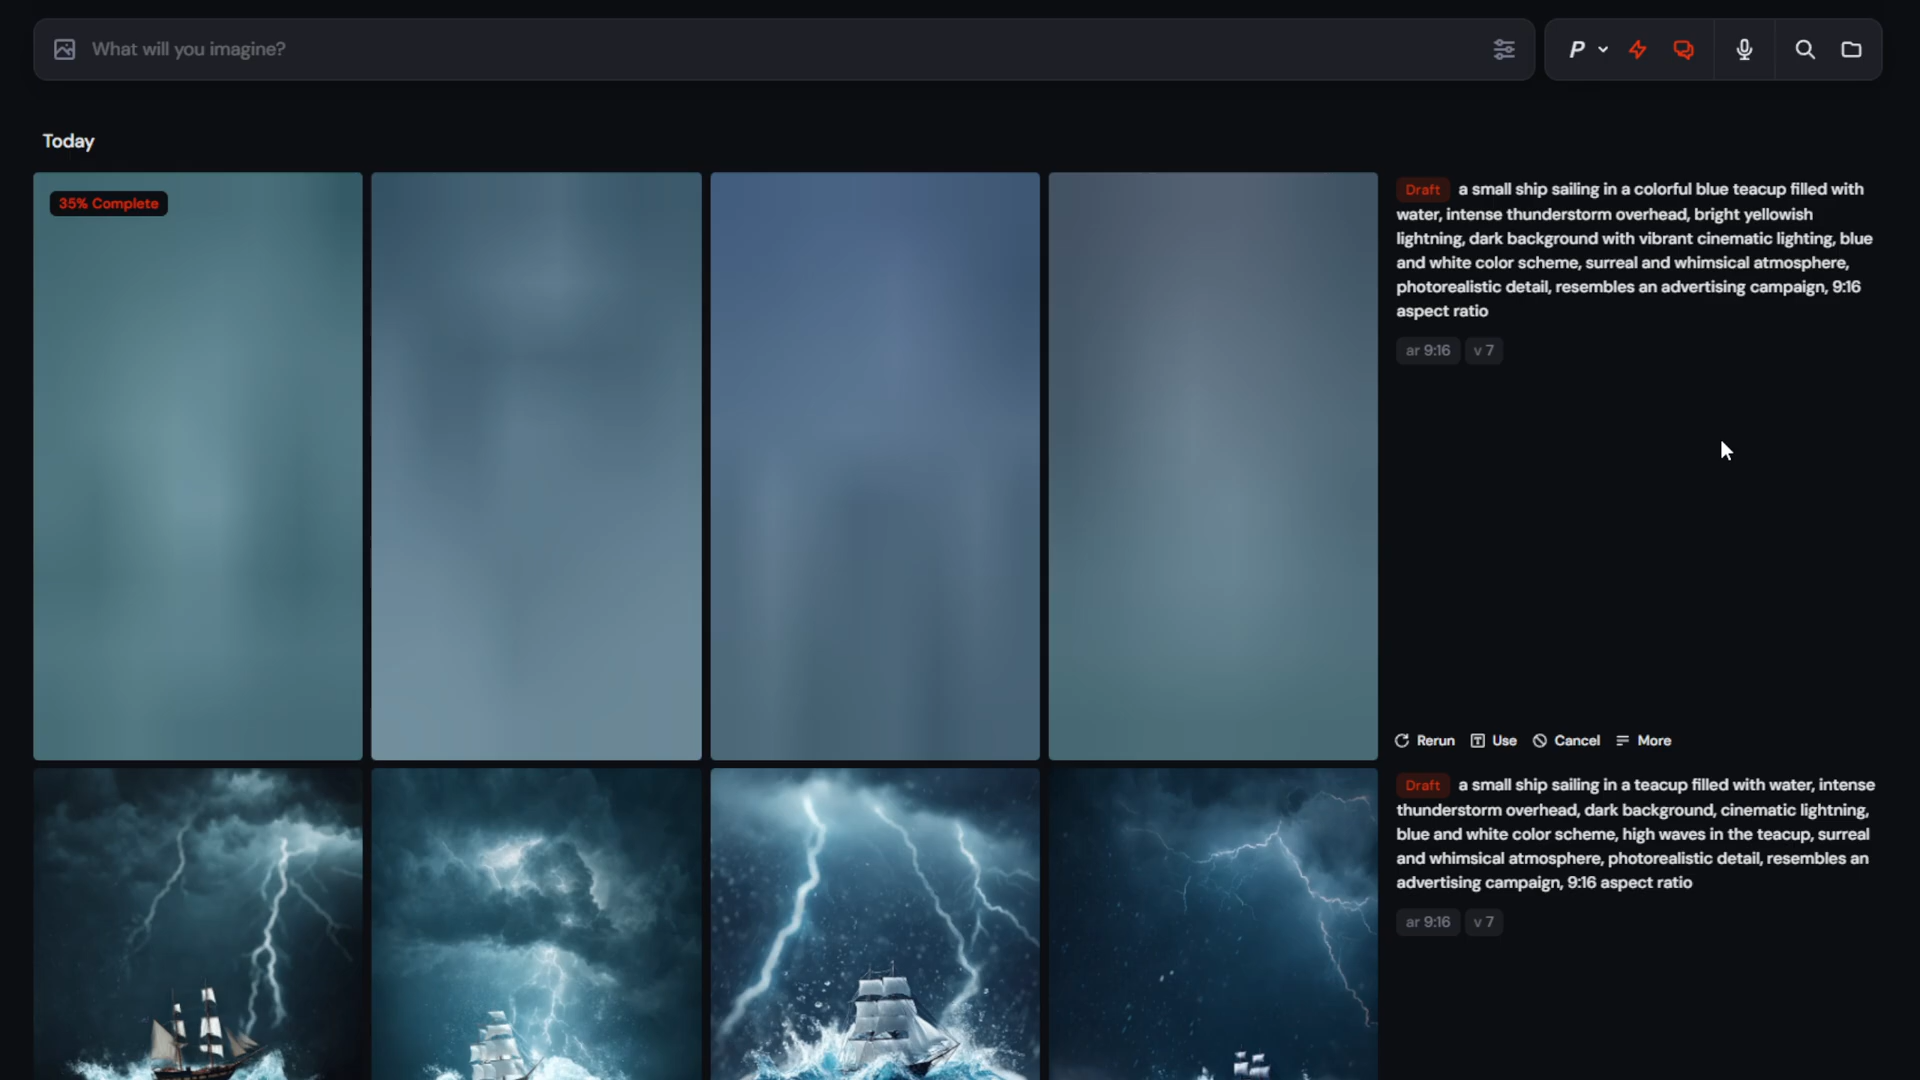 What will you imagine?
P
Today
35% Complete
Draft a small ship sailing in a colorful blue teacup filled with
water, intense thunderstorm overhead, bright yellowish
lightning, dark background with vibrant cinematic lighting, blue
and white color scheme, surreal and whimsical atmosphere,
photorealistic detail, resembles an advertising campaign, 9:16
aspect ratio
ar 9:16 v 7
Rerun Use Cancel More
Draft a small ship sailing in a teacup filled with water, intense
thunderstorm overhead, dark background, cinematic lightning,
blue and white color scheme, high waves in the teacup, surreal
and whimsical atmosphere, photorealistic detail, resembles an
advertising campaign, 9:16 aspect ratio
ar 9:16 v 7